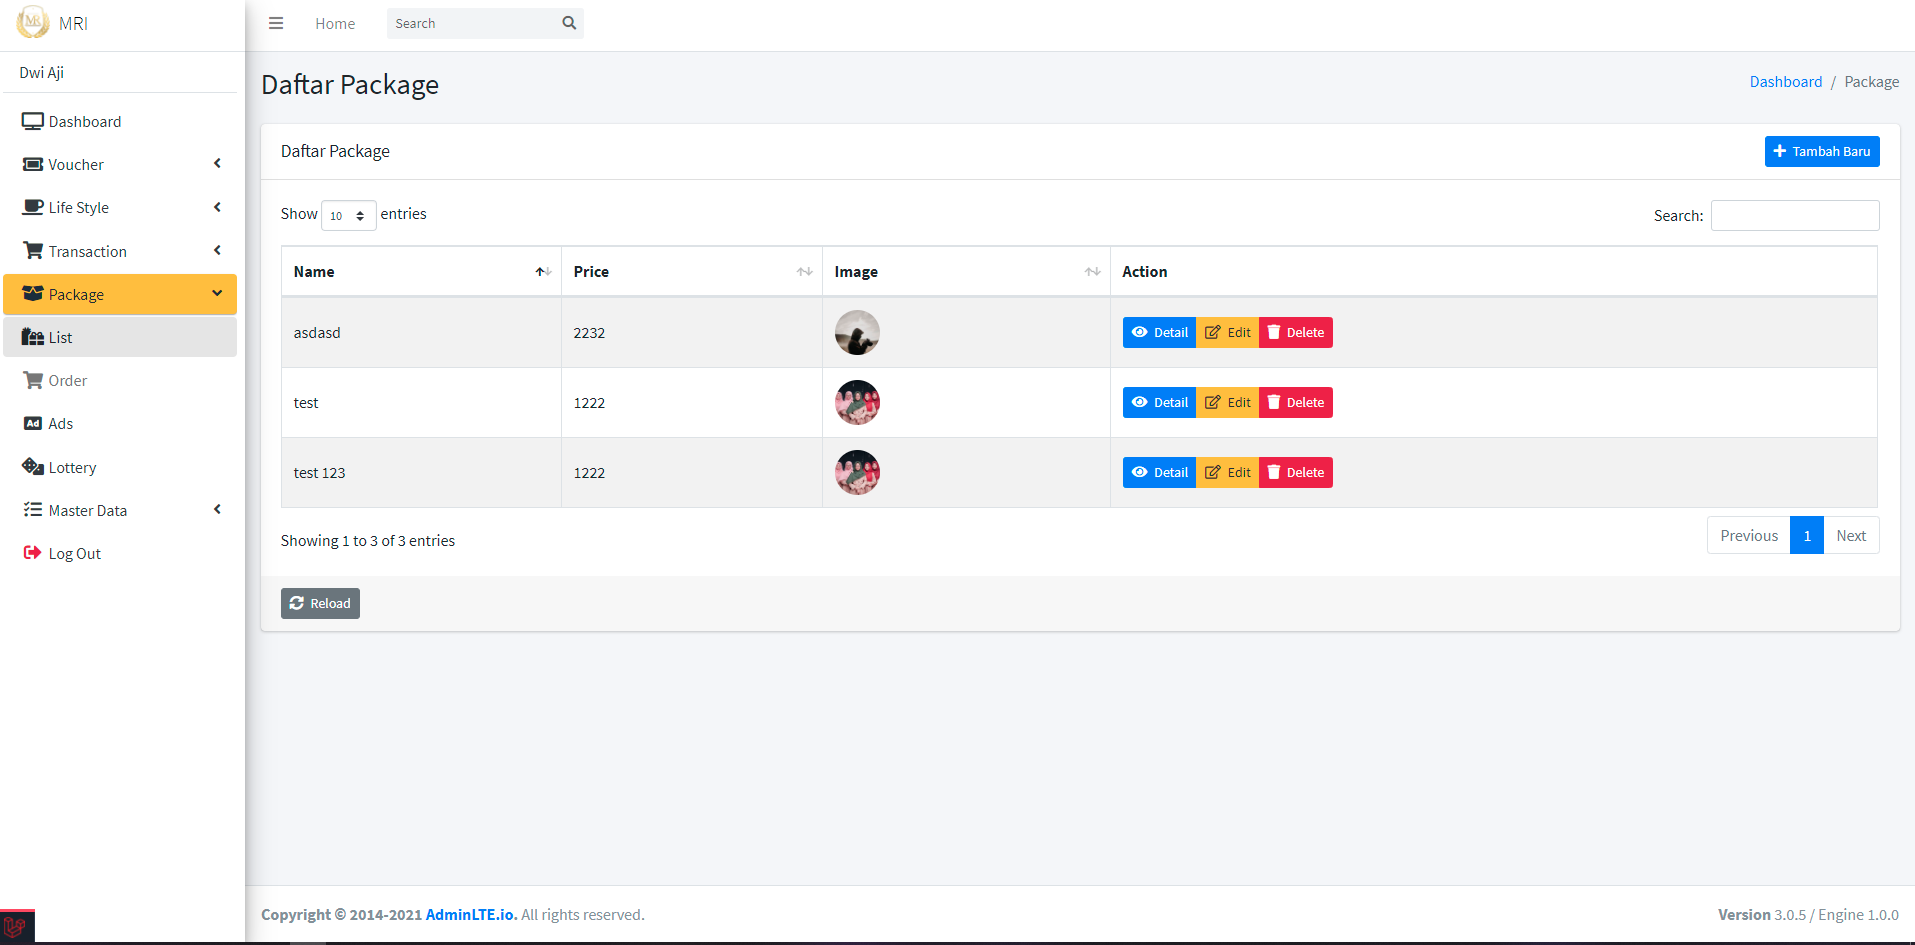 MRI
Home
Search
Dwi Aji
Dashboard
Voucher
Life Style
Transaction
Package
List
Order
Ad Ads
Lottery
Master Data
Log Out
Daftar Package
Dashboard / Package
Daftar Package
Tambah Baru
Show 10 entries
Search:
Name Price Image Action
asdasd 2232 Detail Edit Delete
test 1222 Detail Edit Delete
test 123 1222 Detail Edit Delete
Showing 1 to 3 of 3 entries
Previous 1 Next
Reload
Copyright © 2014-2021 AdminLTE.io. All rights reserved.
Version 3.0.5 / Engine 1.0.0